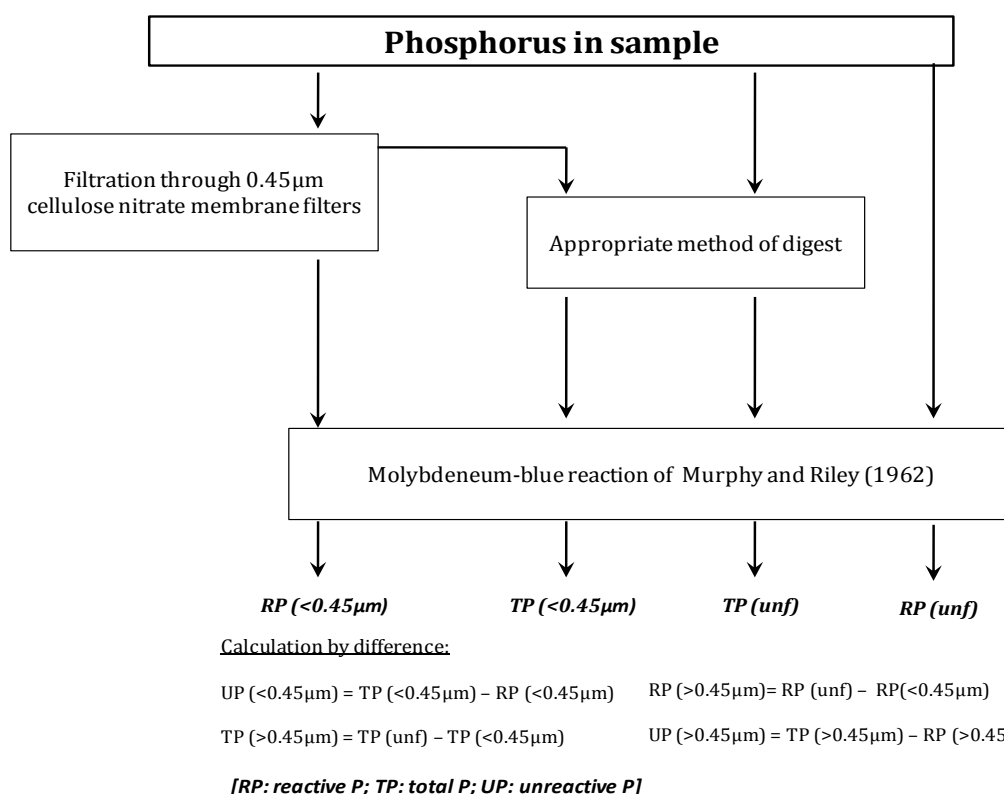 Phosphorus in sample
Filtration through 0.45µm
cellulose nitrate membrane filters
Appropriate method of digest
Molybdeneum-blue reaction of Murphy and Riley (1962)
RP (<0.45µm)
TP (<0.45µm)
TP (unf)
RP (unf)
Calculation by difference:
UP (<0.45µm) = TP (<0.45µm) – RP (<0.45µm)
RP (>0.45µm)= RP (unf) – RP(<0.45µm)
TP (>0.45µm) = TP (unf) – TP (<0.45µm)
UP (>0.45µm) = TP (>0.45µm) – RP (>0.45
[RP: reactive P; TP: total P; UP: unreactive P]